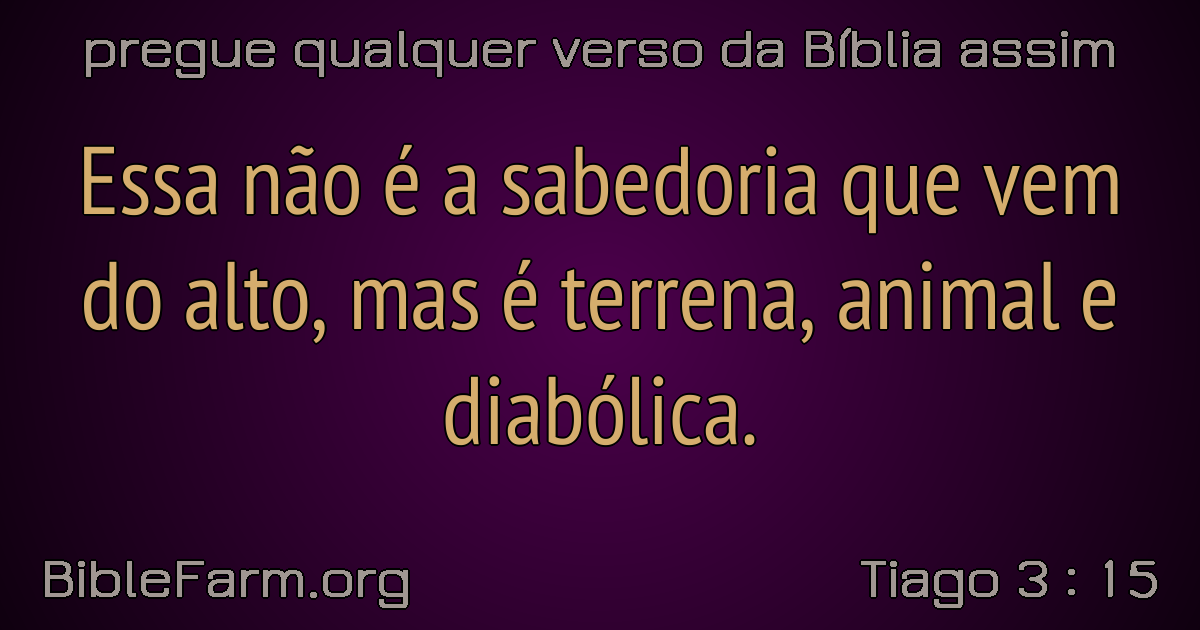 pregue qualquer verso da Bíblia assim
Essa não é a sabedoria que vem
do alto, mas é terrena, animal e
diabólica.
BibleFarm.org
Tiago 3 : 15